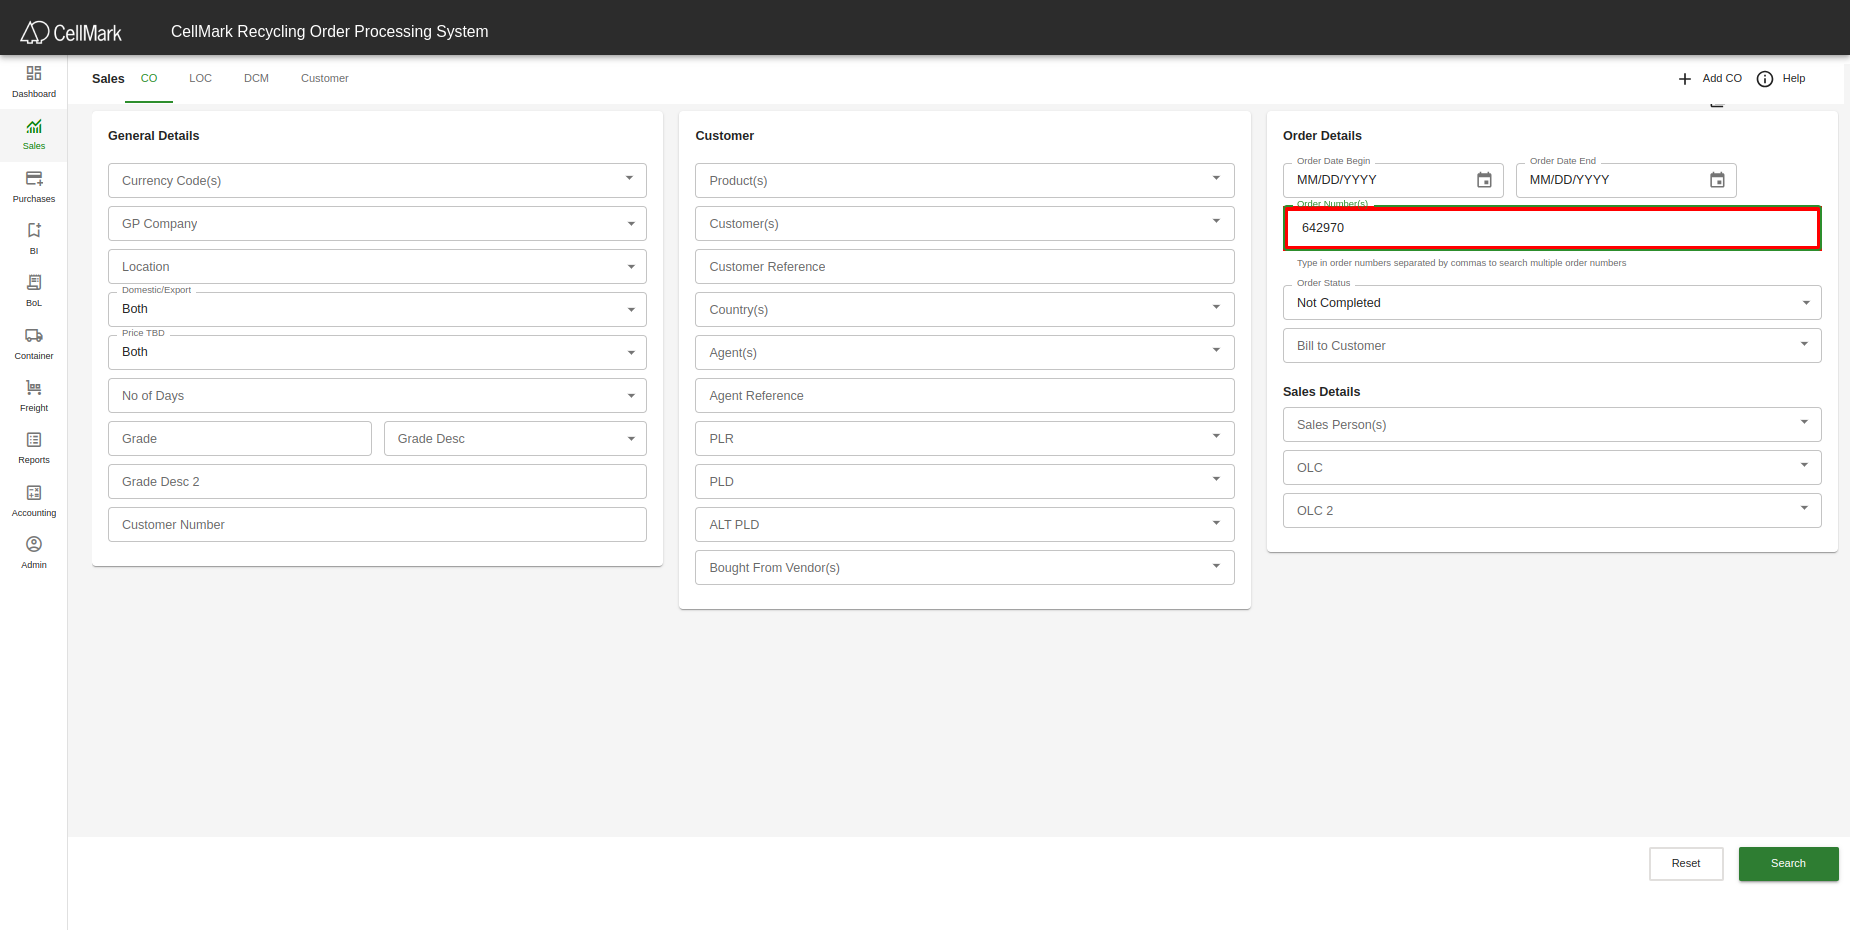 CellMark
CellMark Recycling Order Processing System
Dashboard
Sales
Purchases
BI
BoL
Container
Freight
Reports
Accounting
Admin
Sales
CO
LOC
DCM
Customer
Add CO
Help
General Details
Currency Code(s)
GP Company
Location
Domestic/Export
Both
Price TBD
Both
No of Days
Grade
Grade Desc
Grade Desc 2
Customer Number
Customer
Product(s)
Customer(s)
Customer Reference
Country(s)
Agent(s)
Agent Reference
PLR
PLD
ALT PLD
Bought From Vendor(s)
Order Details
Order Date Begin
MM/DD/YYYY
Order Date End
MM/DD/YYYY
Order Number(s)
642970
Type in order numbers separated by commas to search multiple order numbers
Order Status
Not Completed
Bill to Customer
Sales Details
Sales Person(s)
OLC
OLC 2
Reset
Search